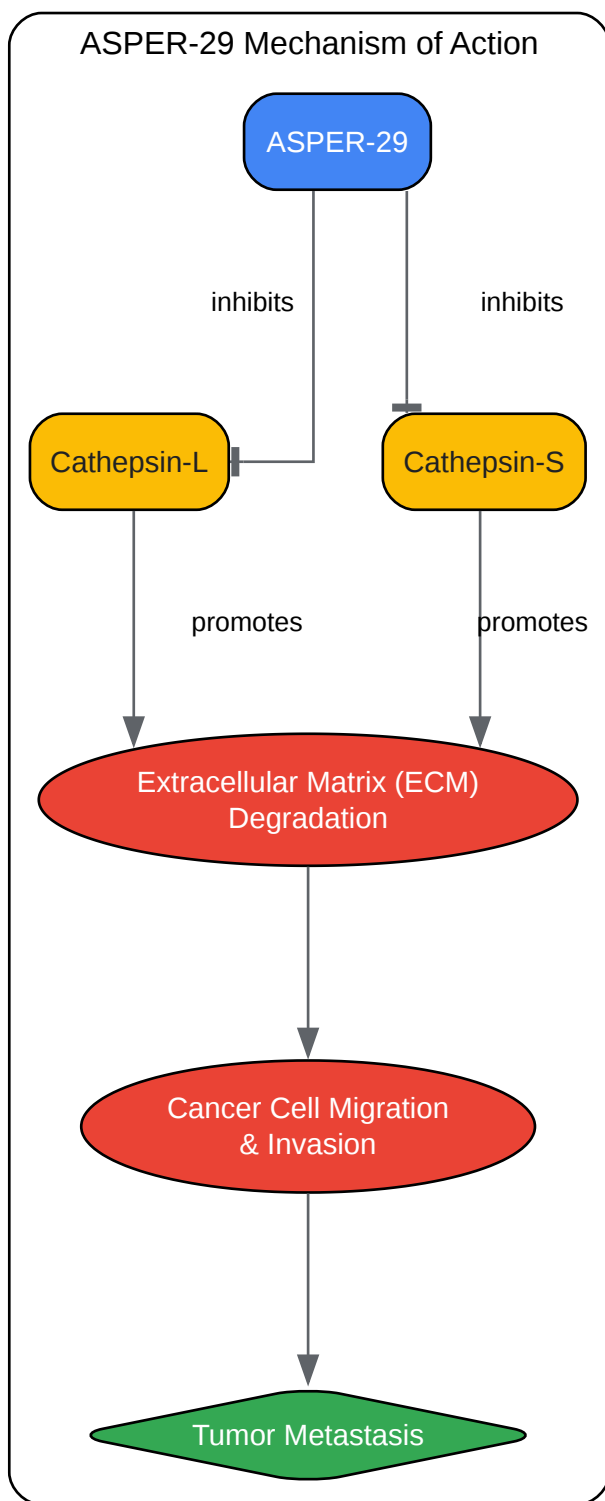 ASPER-29 Mechanism of Action
ASPER-29
inhibits
inhibits
Cathepsin-L
Cathepsin-S
promotes
promotes
Extracellular Matrix (ECM)
Degradation
Cancer Cell Migration
& Invasion
Tumor Metastasis